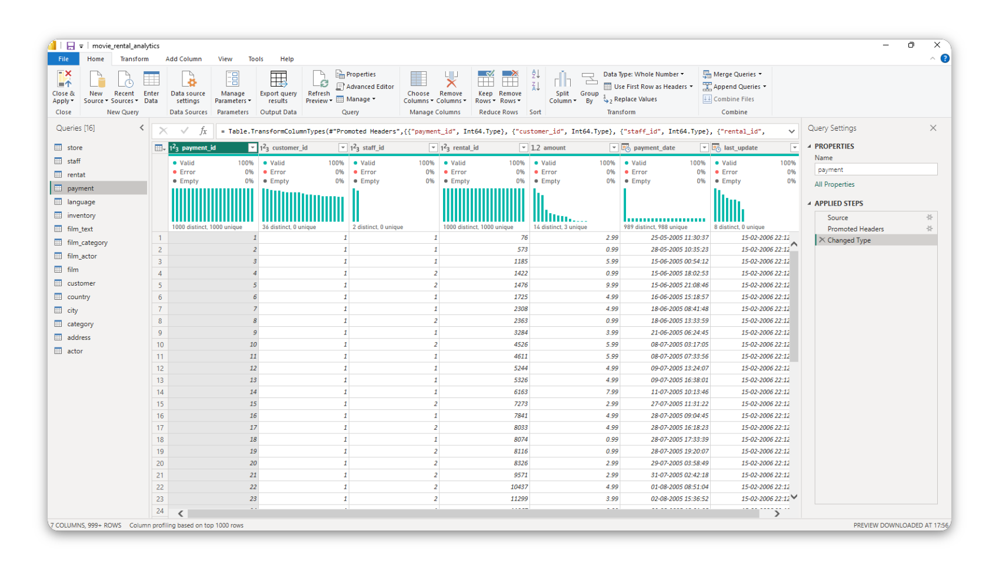 movie_rental_analytics
File Home Transform Add Column View Tools Help
Close & Apply
New Source
Recent Sources
Enter Data
Data source settings
Manage Parameters
Export query results
Refresh Preview
Properties
Advanced Editor
Manage
Choose Columns
Remove Columns
Keep Rows
Remove Rows
Split Column
Group By
Data Type: Whole Number
Use First Row as Headers
Replace Values
Merge Queries
Append Queries
Combine Files
Close New Query Data Sources Parameters Output Data Query Manage Columns Reduce Rows Sort Transform Combine
Queries [16]
store
staff
rentat
payment
language
inventory
film_text
film_category
film_actor
film
customer
country
city
category
address
actor
fx = Table.TransformColumnTypes(#"Promoted Headers",{{"payment_id", Int64.Type}, {"customer_id", Int64.Type}, {"staff_id", Int64.Type}, {"rental_id",
123 payment_id 123 customer_id 123 staff_id 123 rental_id 1.2 amount payment_date last_update
Valid 100% Valid 100% Valid 100% Valid 100% Valid 100% Valid 100% Valid 100%
Error 0% Error 0% Error 0% Error 0% Error 0% Error 0% Error 0%
Empty 0% Empty 0% Empty 0% Empty 0% Empty 0% Empty 0% Empty 0%
1000 distinct, 1000 unique 36 distinct, 0 unique 2 distinct, 0 unique 1000 distinct, 1000 unique 14 distinct, 3 unique 989 distinct, 988 unique 8 distinct, 0 unique
1 1 1 1 76 2.99 25-05-2005 11:30:37 15-02-2006 22:12
2 2 1 1 573 0.99 28-05-2005 10:35:23 15-02-2006 22:12
3 3 1 1 1185 5.99 15-06-2005 00:54:12 15-02-2006 22:12
4 4 1 2 1422 0.99 15-06-2005 18:02:53 15-02-2006 22:12
5 5 1 2 1476 9.99 15-06-2005 21:08:46 15-02-2006 22:12
6 6 1 1 1725 4.99 16-06-2005 15:18:57 15-02-2006 22:12
7 7 1 1 2308 4.99 18-06-2005 08:41:48 15-02-2006 22:12
8 8 1 2 2363 0.99 18-06-2005 13:33:59 15-02-2006 22:12
9 9 1 1 3284 3.99 21-06-2005 06:24:45 15-02-2006 22:12
10 10 1 2 4526 5.99 08-07-2005 03:17:05 15-02-2006 22:12
11 11 1 1 4611 5.99 08-07-2005 07:33:56 15-02-2006 22:12
12 12 1 1 5244 4.99 09-07-2005 13:24:07 15-02-2006 22:12
13 13 1 1 5326 4.99 09-07-2005 16:38:01 15-02-2006 22:12
14 14 1 1 6163 7.99 11-07-2005 10:13:46 15-02-2006 22:12
15 15 1 2 7273 2.99 27-07-2005 11:31:22 15-02-2006 22:12
16 16 1 1 7841 4.99 28-07-2005 09:04:45 15-02-2006 22:12
17 17 1 2 8033 4.99 28-07-2005 16:18:23 15-02-2006 22:12
18 18 1 1 8074 0.99 28-07-2005 17:33:39 15-02-2006 22:12
19 19 1 2 8116 0.99 28-07-2005 19:20:07 15-02-2006 22:12
20 20 1 2 8326 2.99 29-07-2005 03:58:49 15-02-2006 22:12
21 21 1 2 9571 2.99 31-07-2005 02:42:18 15-02-2006 22:12
22 22 1 2 10437 4.99 01-08-2005 08:51:04 15-02-2006 22:12
23 23 1 2 11299 3.99 02-08-2005 15:36:52 15-02-2006 22:12
24
Query Settings
PROPERTIES
Name
payment
All Properties
APPLIED STEPS
Source
Promoted Headers
Changed Type
7 COLUMNS, 999+ ROWS Column profiling based on top 1000 rows PREVIEW DOWNLOADED AT 17:56